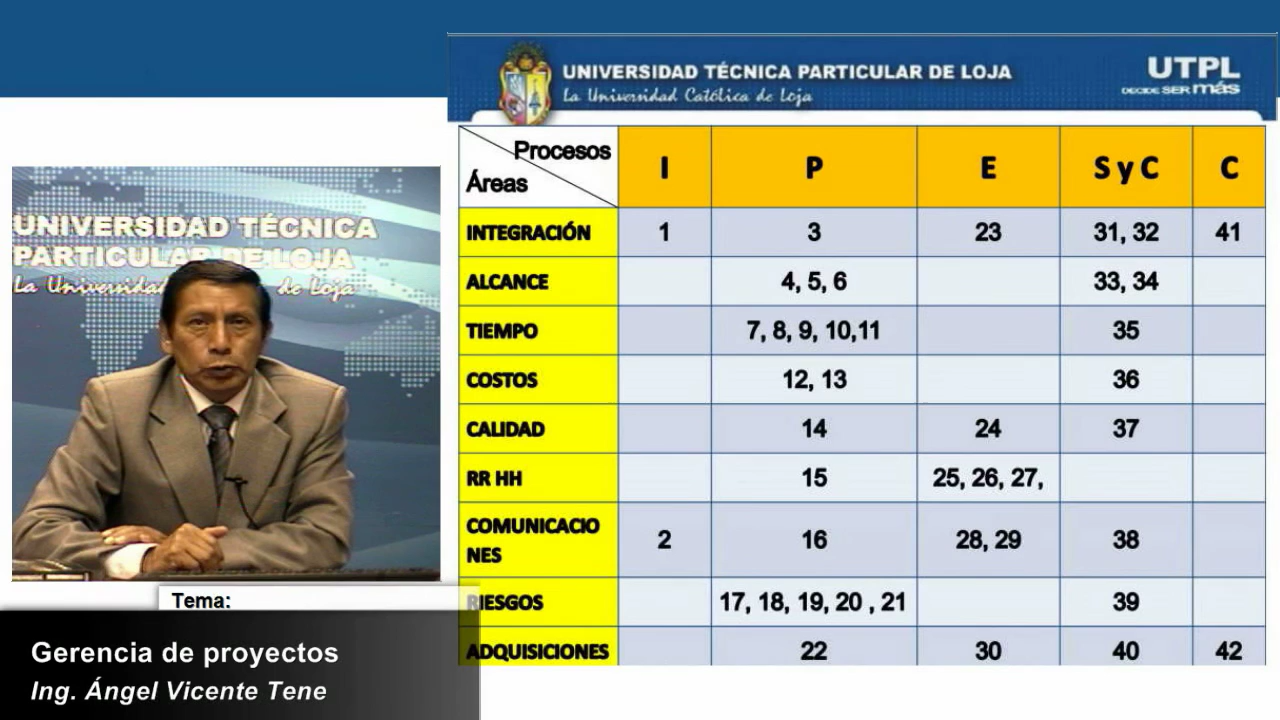 UNIVERSIDAD TÉCNICA PARTICULAR DE LOJA
La Universidad Católica de Loja
UTPL
DECIDE SER más
UNIVERSIDAD TÉCNICA
PARTICULAR DE LOJA
La Universidad de Loja
Procesos
Áreas
I P E S y C C
INTEGRACIÓN 1 3 23 31, 32 41
ALCANCE 4, 5, 6 33, 34
TIEMPO 7, 8, 9, 10,11 35
COSTOS 12, 13 36
CALIDAD 14 24 37
RR HH 15 25, 26, 27,
COMUNICACIO
NES 2 16 28, 29 38
RIESGOS 17, 18, 19, 20 , 21 39
ADQUISICIONES 22 30 40 42
Tema:
Gerencia de proyectos
Ing. Ángel Vicente Tene